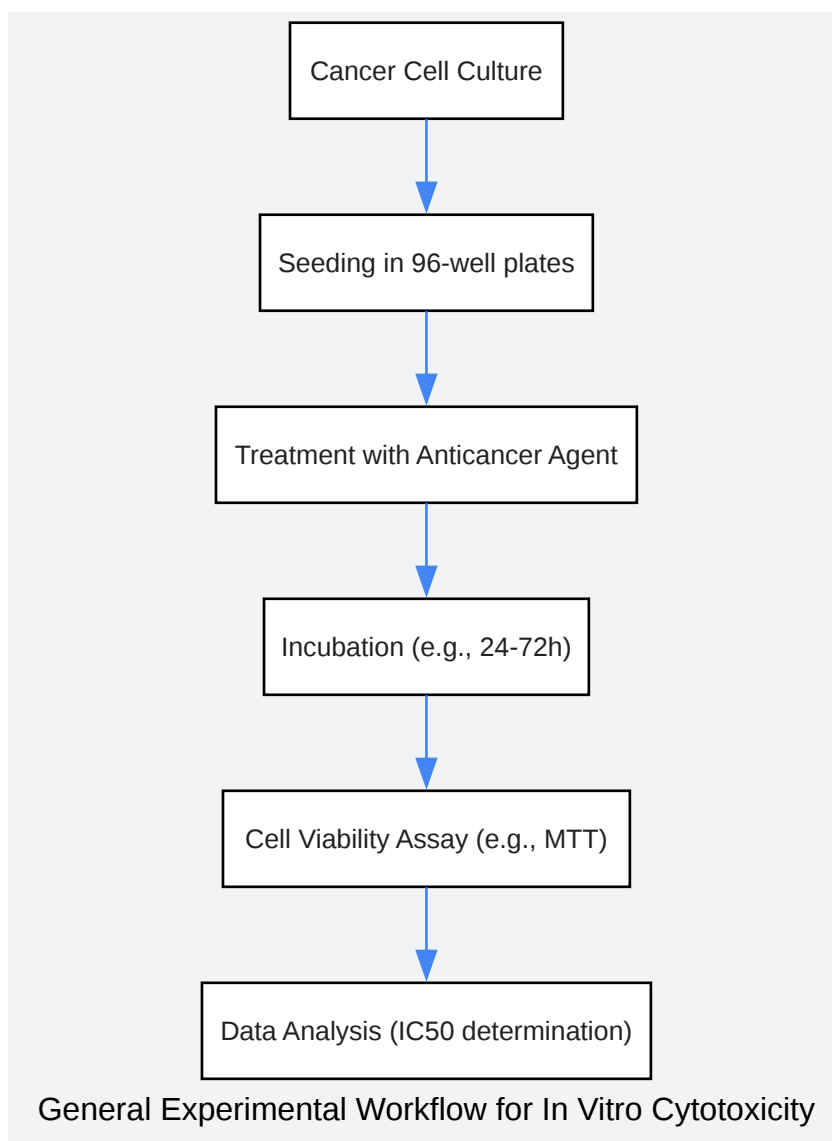 Cancer Cell Culture
Seeding in 96-well plates
Treatment with Anticancer Agent
Incubation (e.g., 24-72h)
Cell Viability Assay (e.g., MTT)
Data Analysis (IC50 determination)
General Experimental Workflow for In Vitro Cytotoxicity